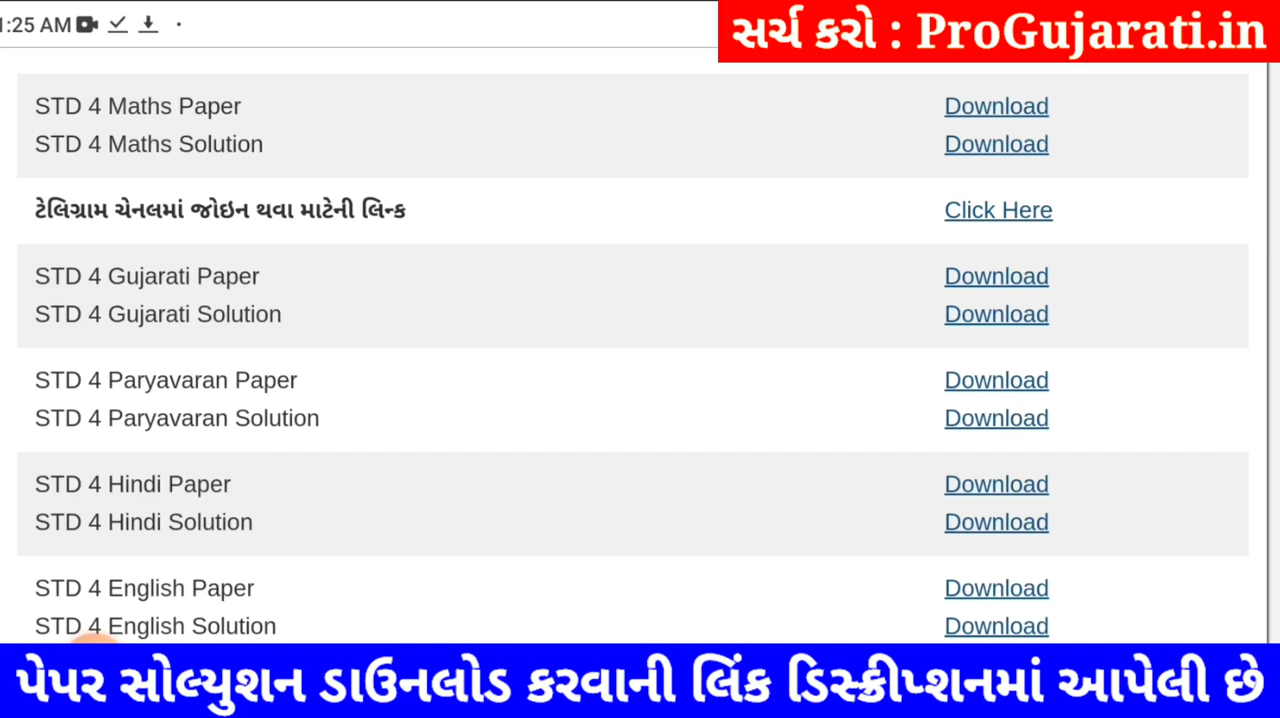 1:25 AM
સર્ચ કરો : ProGujarati.in
STD 4 Maths Paper Download
STD 4 Maths Solution Download
ટેલિગ્રામ ચેનલમાં જોઇન થવા માટેની લિન્ક Click Here
STD 4 Gujarati Paper Download
STD 4 Gujarati Solution Download
STD 4 Paryavaran Paper Download
STD 4 Paryavaran Solution Download
STD 4 Hindi Paper Download
STD 4 Hindi Solution Download
STD 4 English Paper Download
STD 4 English Solution Download
પેપર સોલ્યુશન ડાઉનલોડ કરવાની લિંક ડિસ્ક્રીપ્શનમાં આપેલી છે